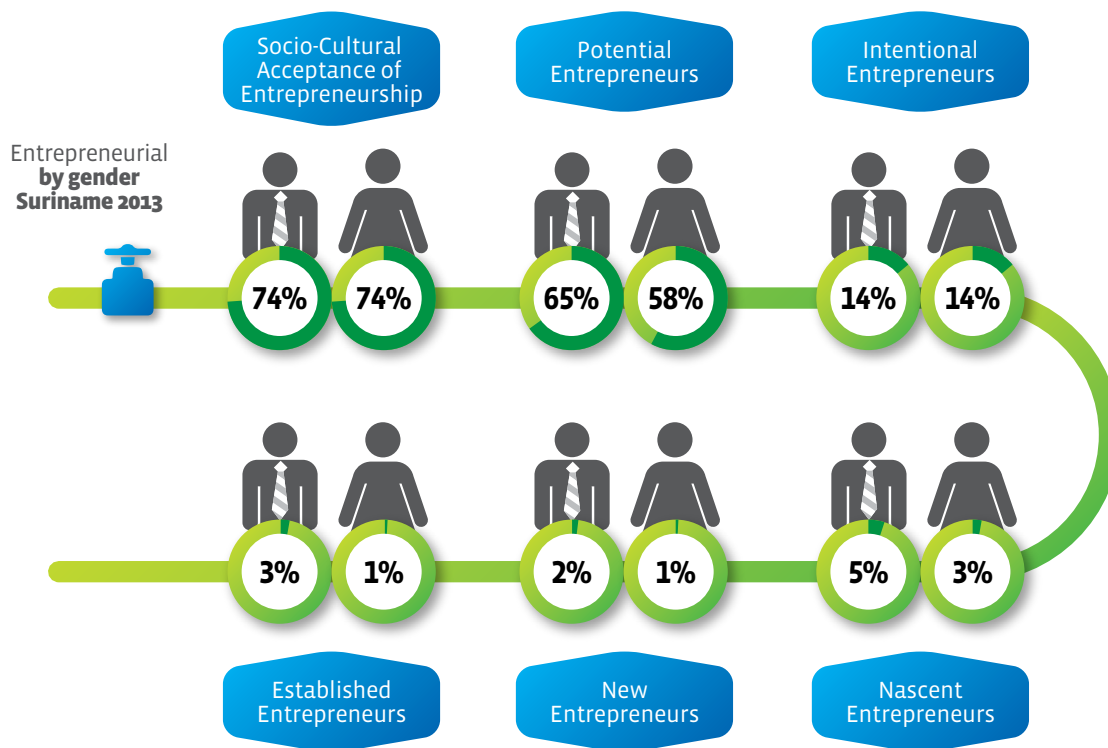 Socio-Cultural
Acceptance of
Entrepreneurship
Potential
Entrepreneurs
Intentional
Entrepreneurs
Entrepreneurial
by gender
Suriname 2013
74%
74%
65%
58%
14%
14%
3%
1%
2%
1%
5%
3%
Established
Entrepreneurs
New
Entrepreneurs
Nascent
Entrepreneurs